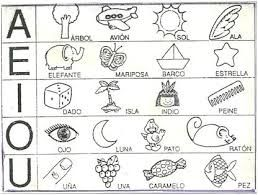 A
ÁRBOL AVIÓN SOL ALA
E
ELEFANTE MARIPOSA BARCO ESTRELLA
I
DADO ISLA INDIO PEINE
O
OJO LUNA PATO RATÓN
U
UÑA UVA CARAMELO PEZ